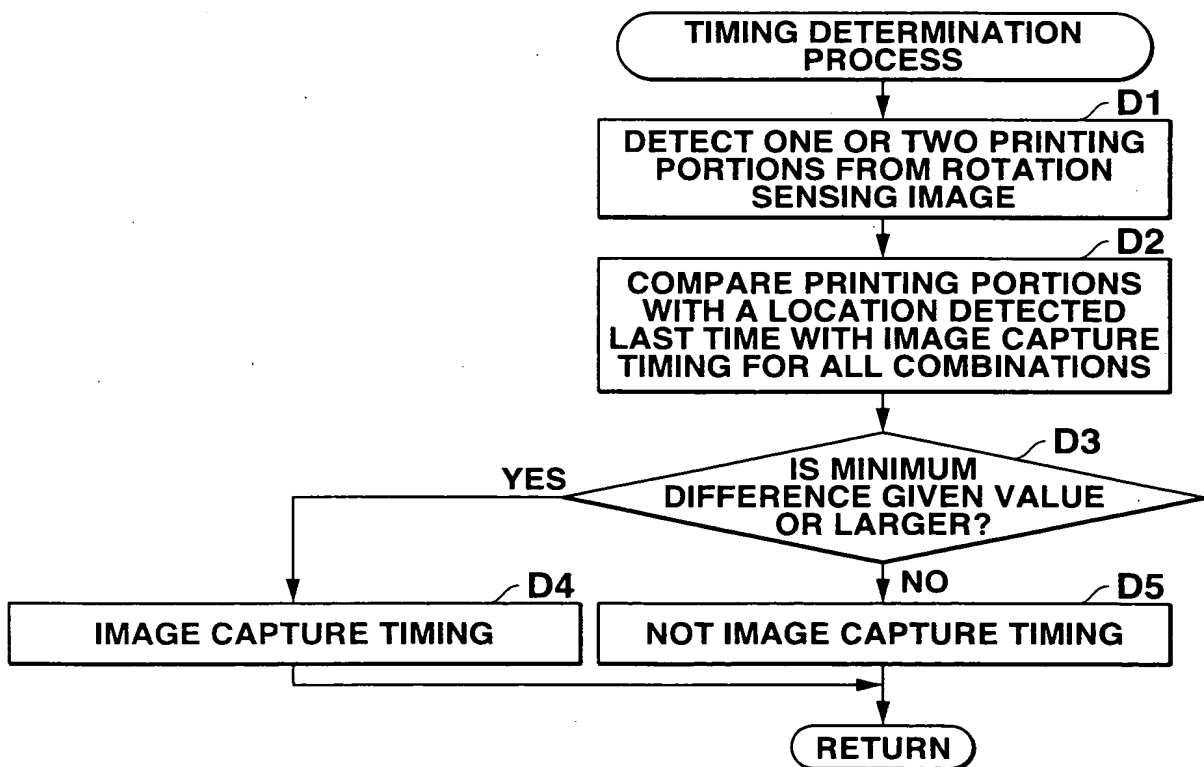 TIMING DETERMINATION
PROCESS
D1
DETECT ONE OR TWO PRINTING
PORTIONS FROM ROTATION
SENSING IMAGE
D2
COMPARE PRINTING PORTIONS
WITH A LOCATION DETECTED
LAST TIME WITH IMAGE CAPTURE
TIMING FOR ALL COMBINATIONS
D3
IS MINIMUM
DIFFERENCE GIVEN VALUE
OR LARGER?
YES
NO
D4
IMAGE CAPTURE TIMING
D5
NOT IMAGE CAPTURE TIMING
RETURN